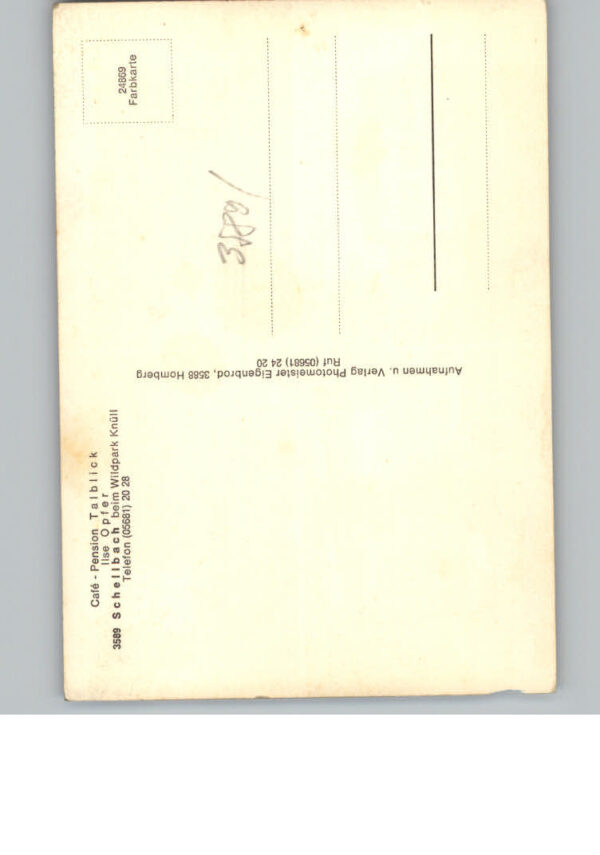 Café - Pension Talblick
Ilse Opfer
3589 Schellbach beim Wildpark Knüll
Telefon (05681) 20 28
Aufnahmen u. Verlag Photomeister Eigenbrod, 3588 Homberg
Ruf (05681) 24 20
24869
Farbkarte